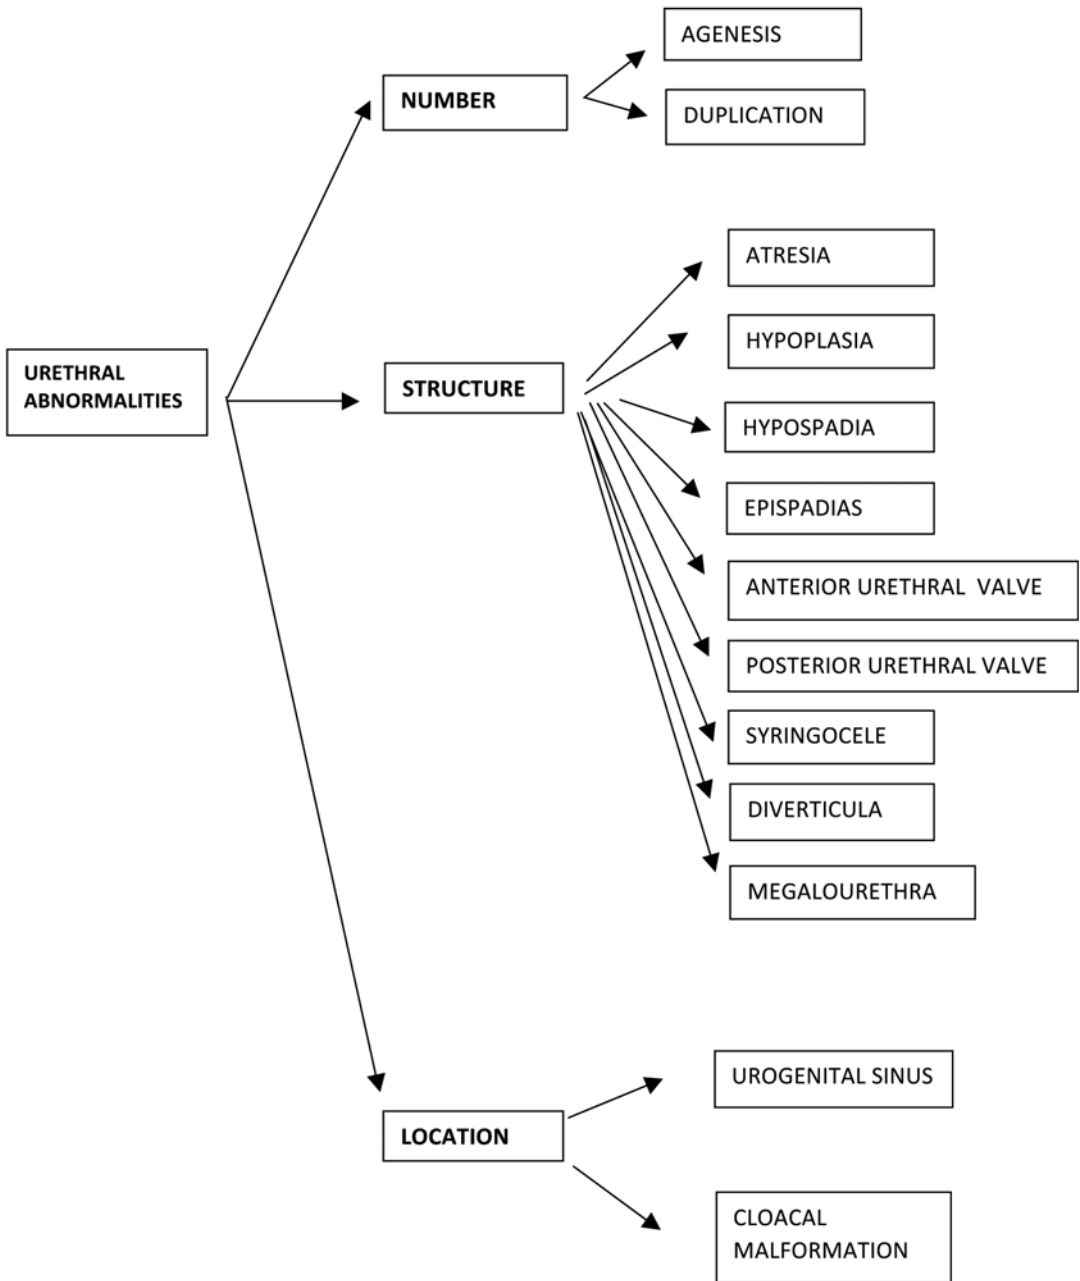 URETHRAL
ABNORMALITIES
NUMBER
AGENESIS
DUPLICATION
STRUCTURE
ATRESIA
HYPOPLASIA
HYPOSPADIA
EPISPADIAS
ANTERIOR URETHRAL VALVE
POSTERIOR URETHRAL VALVE
SYRINGOCELE
DIVERTICULA
MEGALOURETHRA
LOCATION
UROGENITAL SINUS
CLOACAL
MALFORMATION